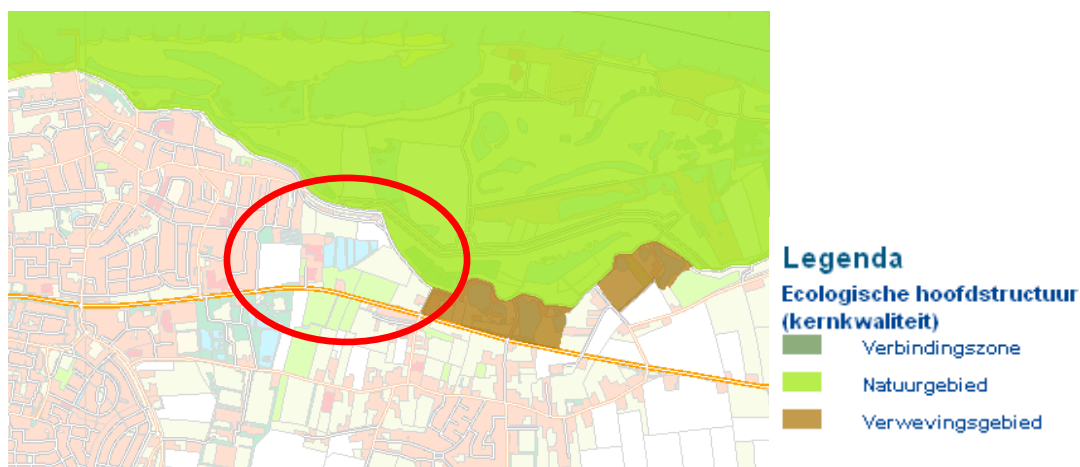 Legenda
Ecologische hoofdstructuur
(kernkwaliteit)
Verbindingszone
Natuurgebied
Verwevingsgebied